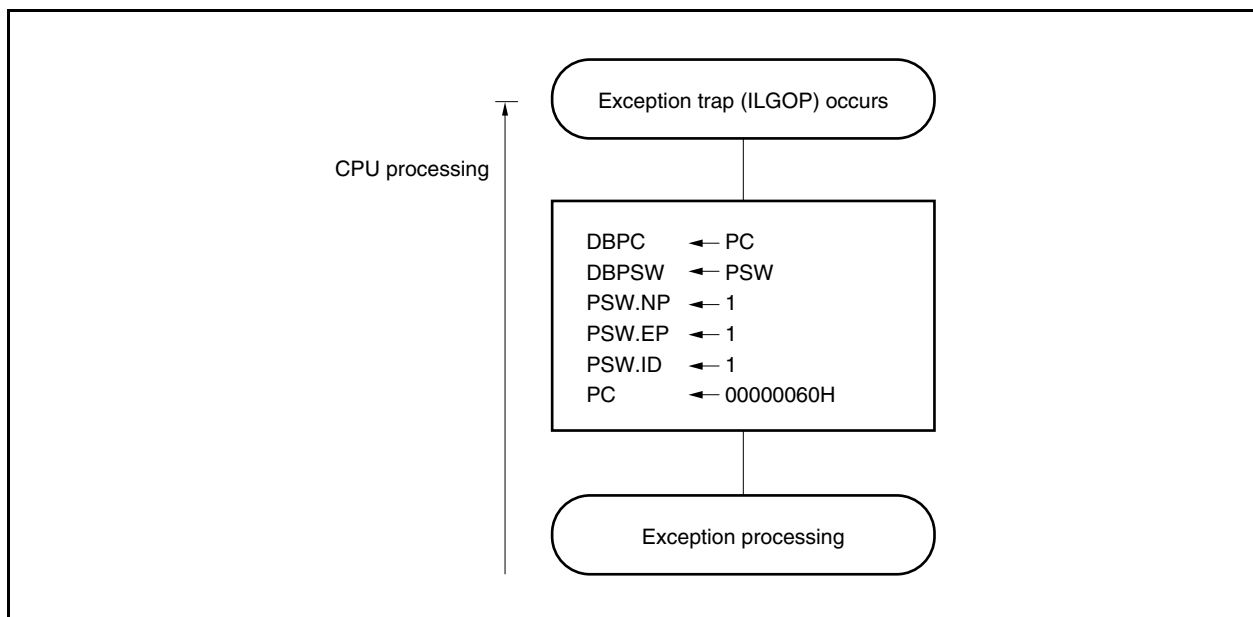 Exception trap (ILGOP) occurs
CPU processing
DBPC ← PC
DBPSW ← PSW
PSW.NP ← 1
PSW.EP ← 1
PSW.ID ← 1
PC ← 00000060H
Exception processing